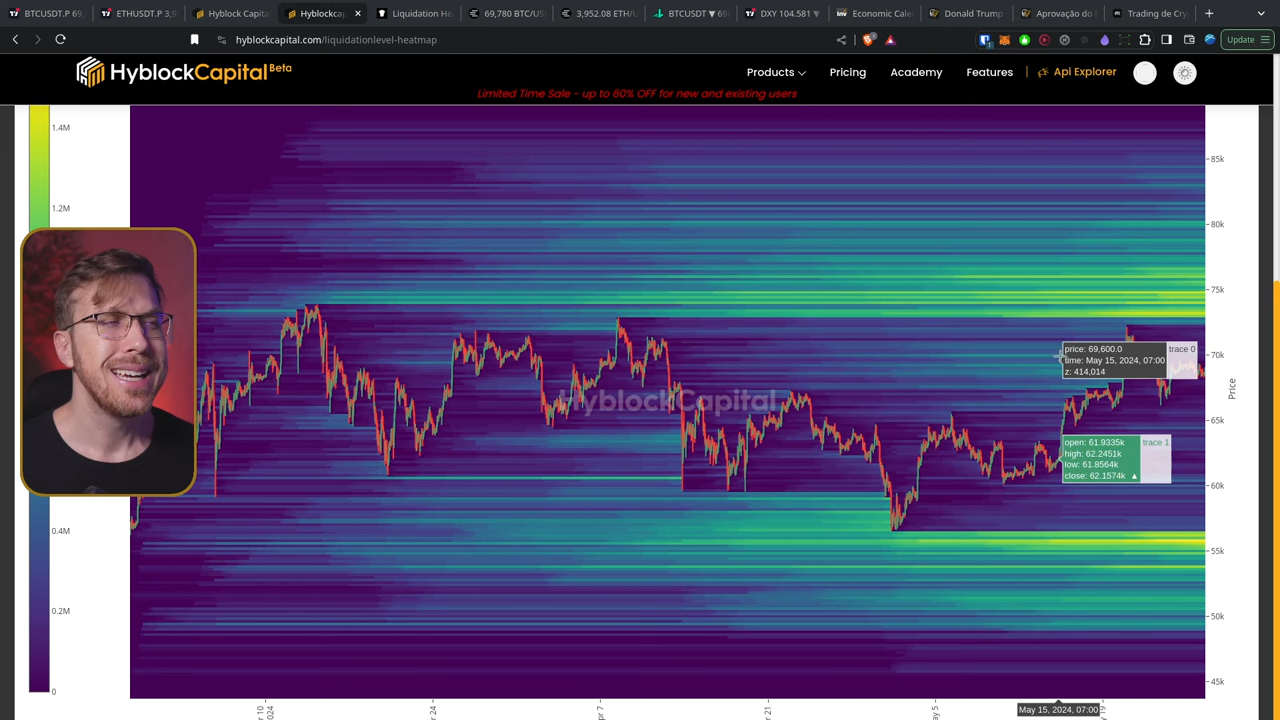 BTCUSDT.P 69,
ETHUSDT.P 3,9
Hyblock Capita
Hyblockcap
Liquidation He
69,780 BTC/US
3,952.08 ETH/
BTCUSDT ▼ 69
DXY 104.581 ▼
Economic Cale
Donald Trump
Aprovação do
Trading de Cry
hyblockcapital.com/liquidationlevel-heatmap
1
Update
HyblockCapital Beta
Products
Pricing
Academy
Features
Api Explorer
Limited Time Sale - up to 60% OFF for new and existing users
1.4M
1.2M
0.4M
0.2M
0
85k
80k
75k
70k
65k
60k
55k
50k
45k
Price
HyblockCapital
price: 69,600.0
time: May 15, 2024, 07:00
z: 414,014
trace 0
open: 61.9335k
high: 62.2451k
low: 61.8564k
close: 62.1574k ▲
trace 1
May 15, 2024, 07:00